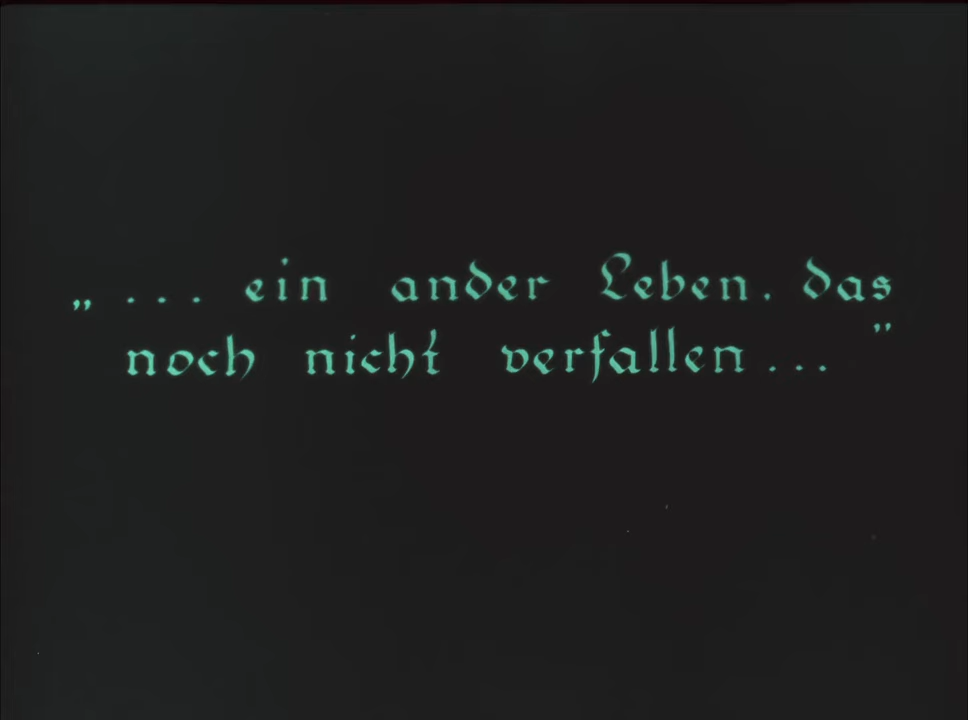 „... ein ander Leben, das
noch nicht verfallen ... ”